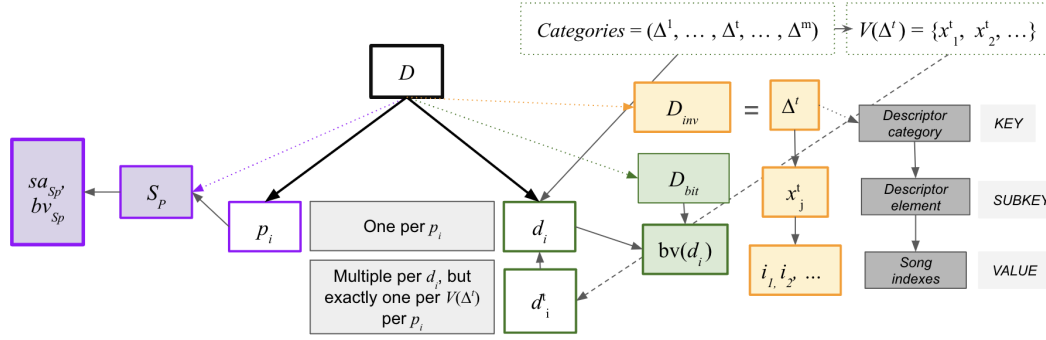 Categories = (Δ¹, … , Δᵗ, … , Δᵐ)
V(Δᵗ) = {xᵗ₁, xᵗ₂, …}
D
D_inv
=
Δᵗ
Descriptor
category
KEY
sa_Sp,
bv_Sp
S_P
D_bit
xᵗ_j
Descriptor
element
SUBKEY
p_i
One per p_i
d_i
bv(d_i)
Multiple per d_i, but
exactly one per V(Δᵗ)
per p_i
dᵗ_i
i_1, i_2, …
Song
indexes
VALUE